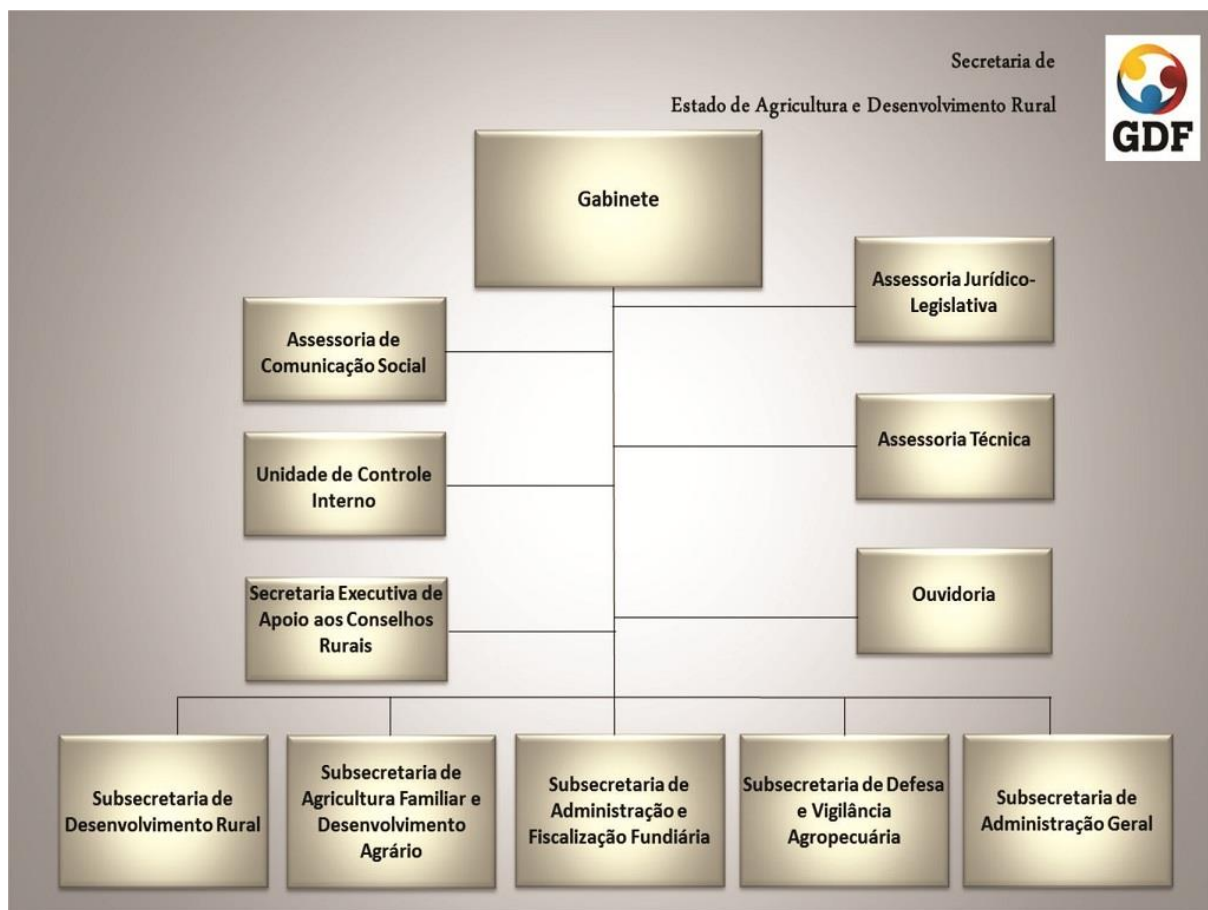 Secretaria de
Estado de Agricultura e Desenvolvimento Rural
GDF
Gabinete
Assessoria Jurídico-
Legislativa
Assessoria de
Comunicação Social
Assessoria Técnica
Unidade de Controle
Interno
Ouvidoria
Secretaria Executiva de
Apoio aos Conselhos
Rurais
Subsecretaria de
Desenvolvimento Rural
Subsecretaria de
Agricultura Familiar e
Desenvolvimento
Agrário
Subsecretaria de
Administração e
Fiscalização Fundiária
Subsecretaria de Defesa
e Vigilância
Agropecuária
Subsecretaria de
Administração Geral